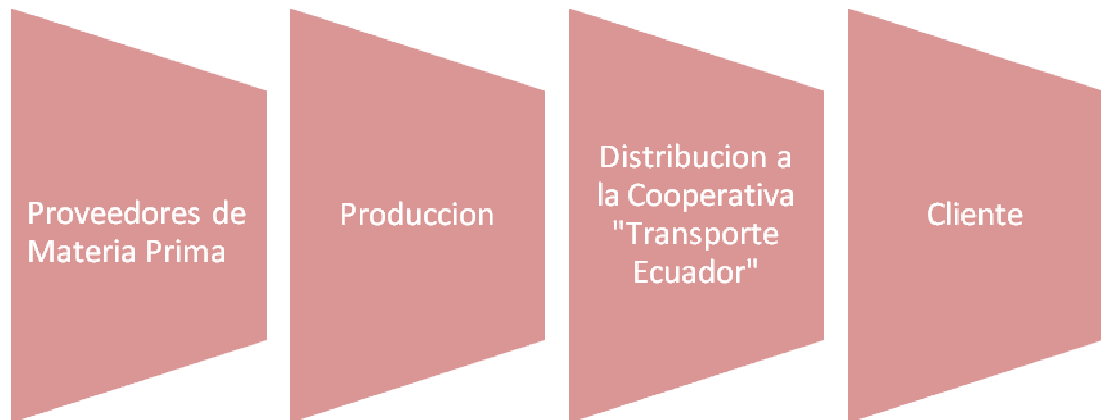 Proveedores de
Materia Prima
Produccion
Distribucion a
la Cooperativa
"Transporte
Ecuador"
Cliente